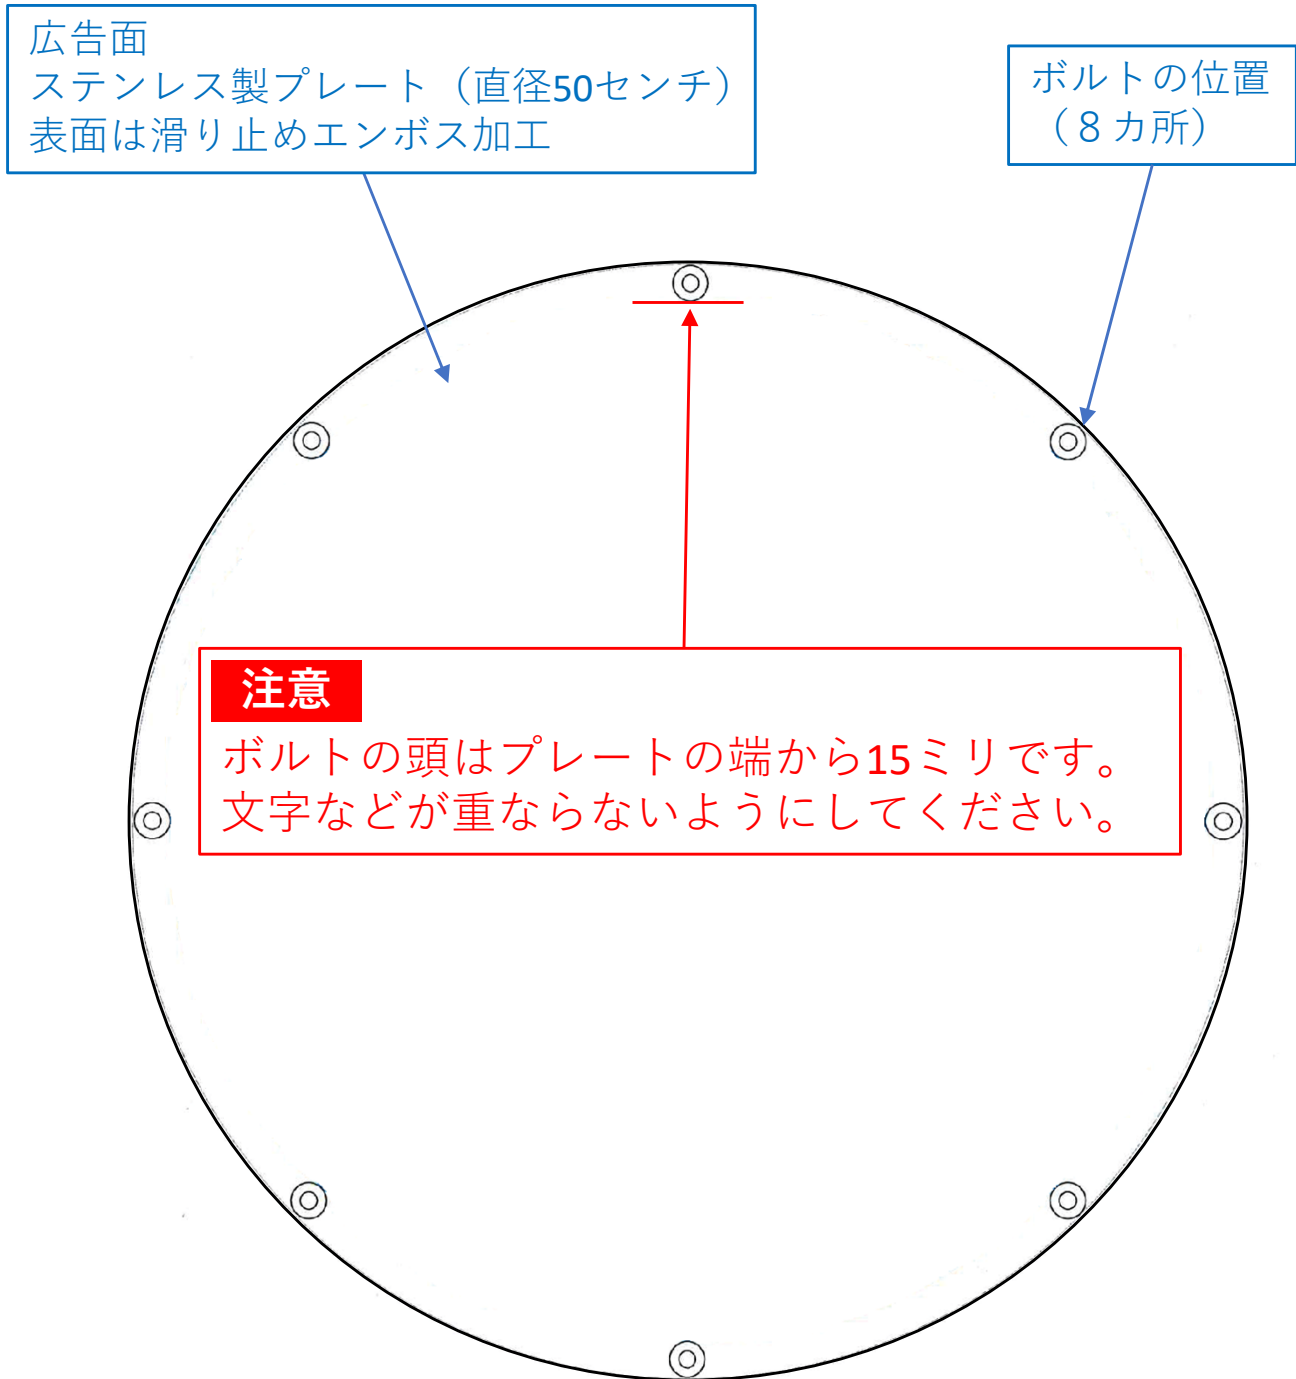 広告面
ステンレス製プレート（直径50センチ）
表面は滑り止めエンボス加工
ボルトの位置
（８カ所）
注意
ボルトの頭はプレートの端から15ミリです。
文字などが重ならないようにしてください。